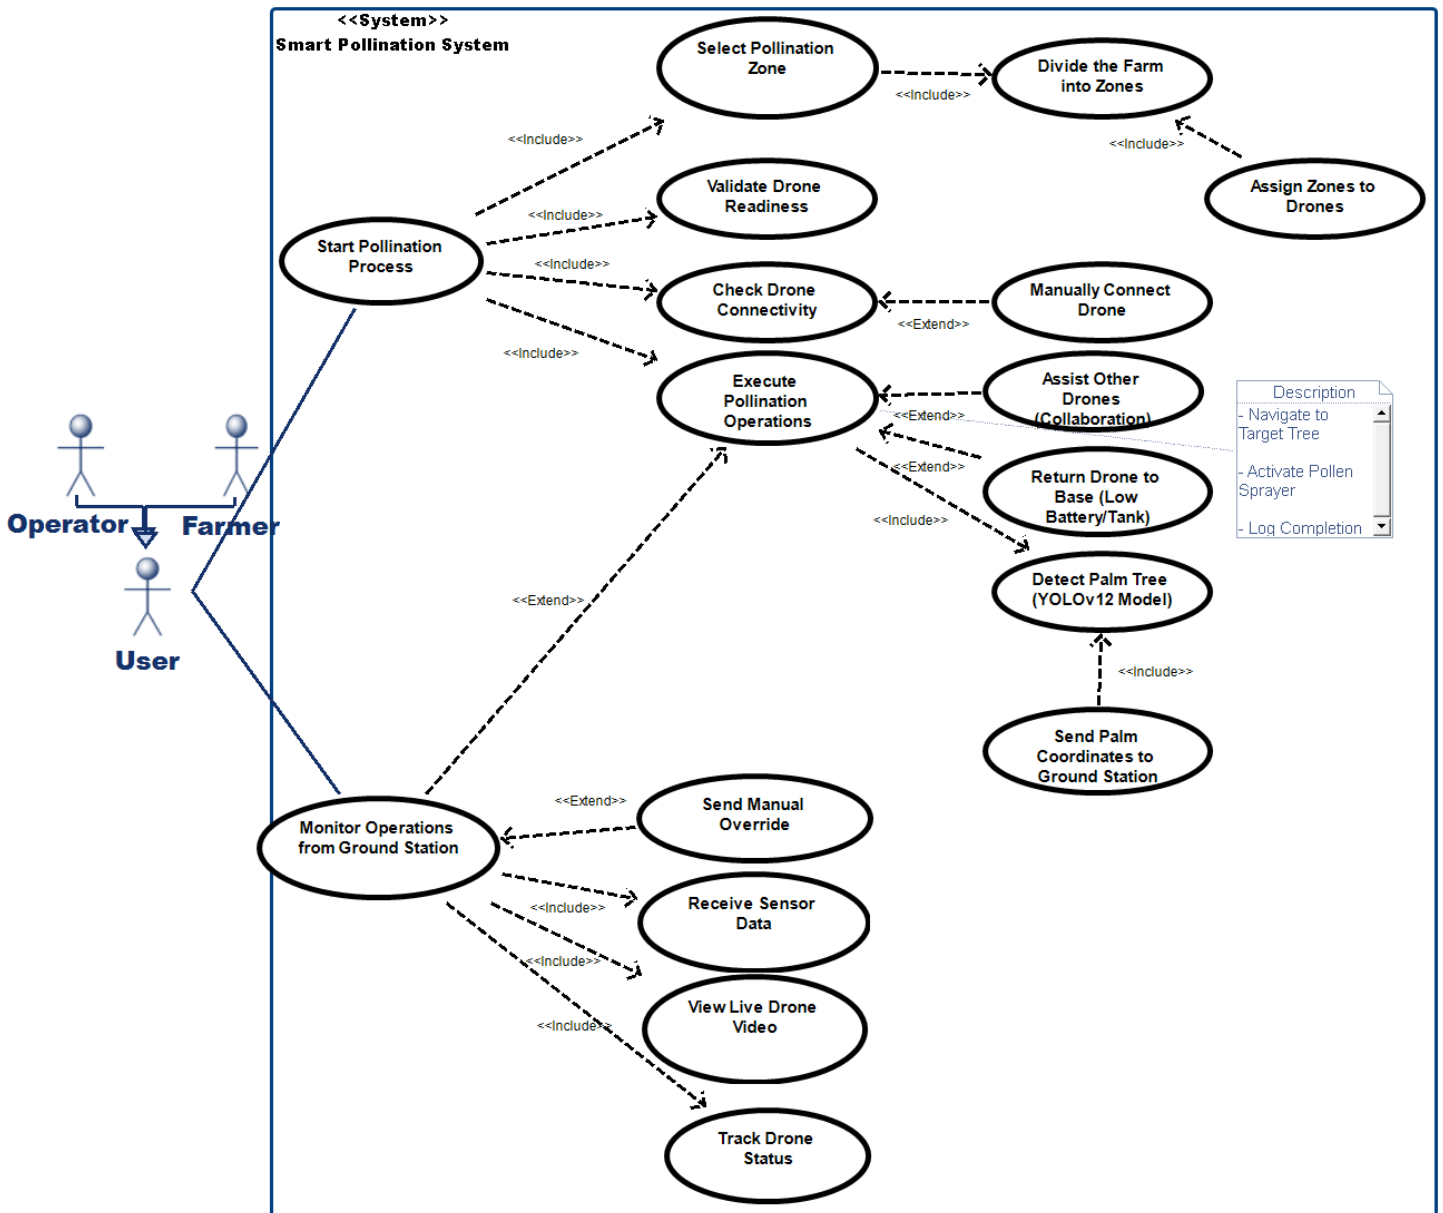 <<System>>
Smart Pollination System
Select Pollination
Zone
<<Include>>
Divide the Farm
into Zones
<<Include>>
<<Include>>
Assign Zones to
Drones
Validate Drone
Readiness
<<Include>>
Start Pollination
Process
<<Include>>
Check Drone
Connectivity
<<Extend>>
Manually Connect
Drone
<<Include>>
Execute
Pollination
Operations
Assist Other
Drones
(Collaboration)
<<Extend>>
Description
- Navigate to
Target Tree
- Activate Pollen
Sprayer
- Log Completion
<<Extend>>
Return Drone to
Base (Low
Battery/Tank)
<<Include>>
Operator
Farmer
User
<<Extend>>
Detect Palm Tree
(YOLOv12 Model)
<<Include>>
Send Palm
Coordinates to
Ground Station
<<Extend>>
Send Manual
Override
Monitor Operations
from Ground Station
<<Include>>
Receive Sensor
Data
<<Include>>
View Live Drone
Video
<<Include>>
Track Drone
Status